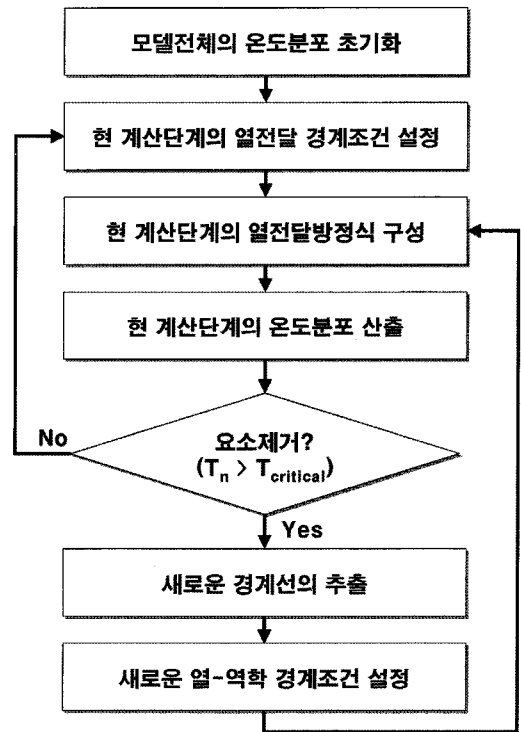 모델전체의 온도분포 초기화
현 계산단계의 열전달 경계조건 설정
현 계산단계의 열전달방정식 구성
현 계산단계의 온도분포 산출
No
요소제거?
(Tn > Tcritical)
Yes
새로운 경계선의 추출
새로운 열-역학 경계조건 설정